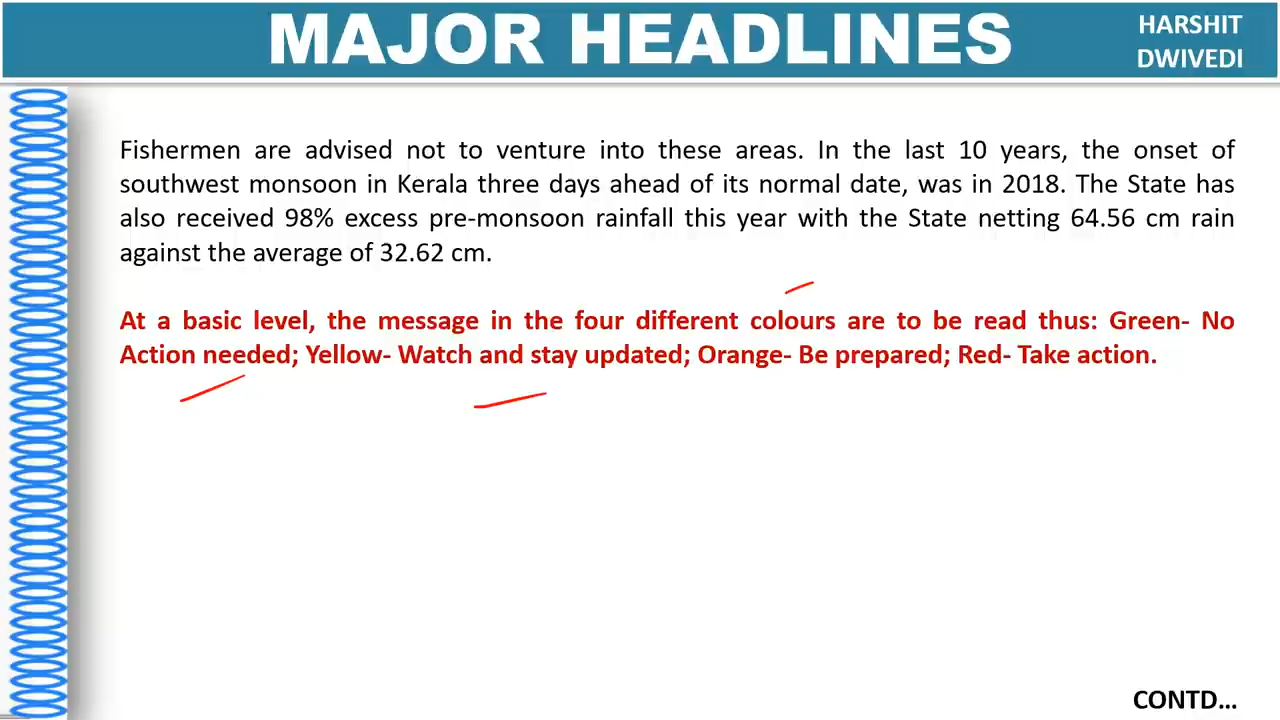 MAJOR HEADLINES
HARSHIT
DWIVEDI
Fishermen are advised not to venture into these areas. In the last 10 years, the onset of
southwest monsoon in Kerala three days ahead of its normal date, was in 2018. The State has
also received 98% excess pre-monsoon rainfall this year with the State netting 64.56 cm rain
against the average of 32.62 cm.
At a basic level, the message in the four different colours are to be read thus: Green- No
Action needed; Yellow- Watch and stay updated; Orange- Be prepared; Red- Take action.
CONTD...